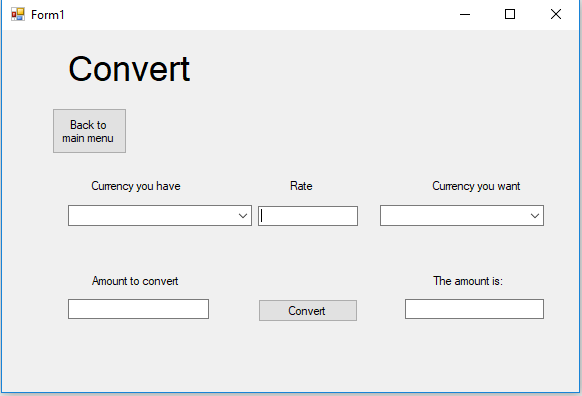 Form1
Convert
Back to
main menu
Currency you have
Rate
Currency you want
Amount to convert
The amount is:
Convert